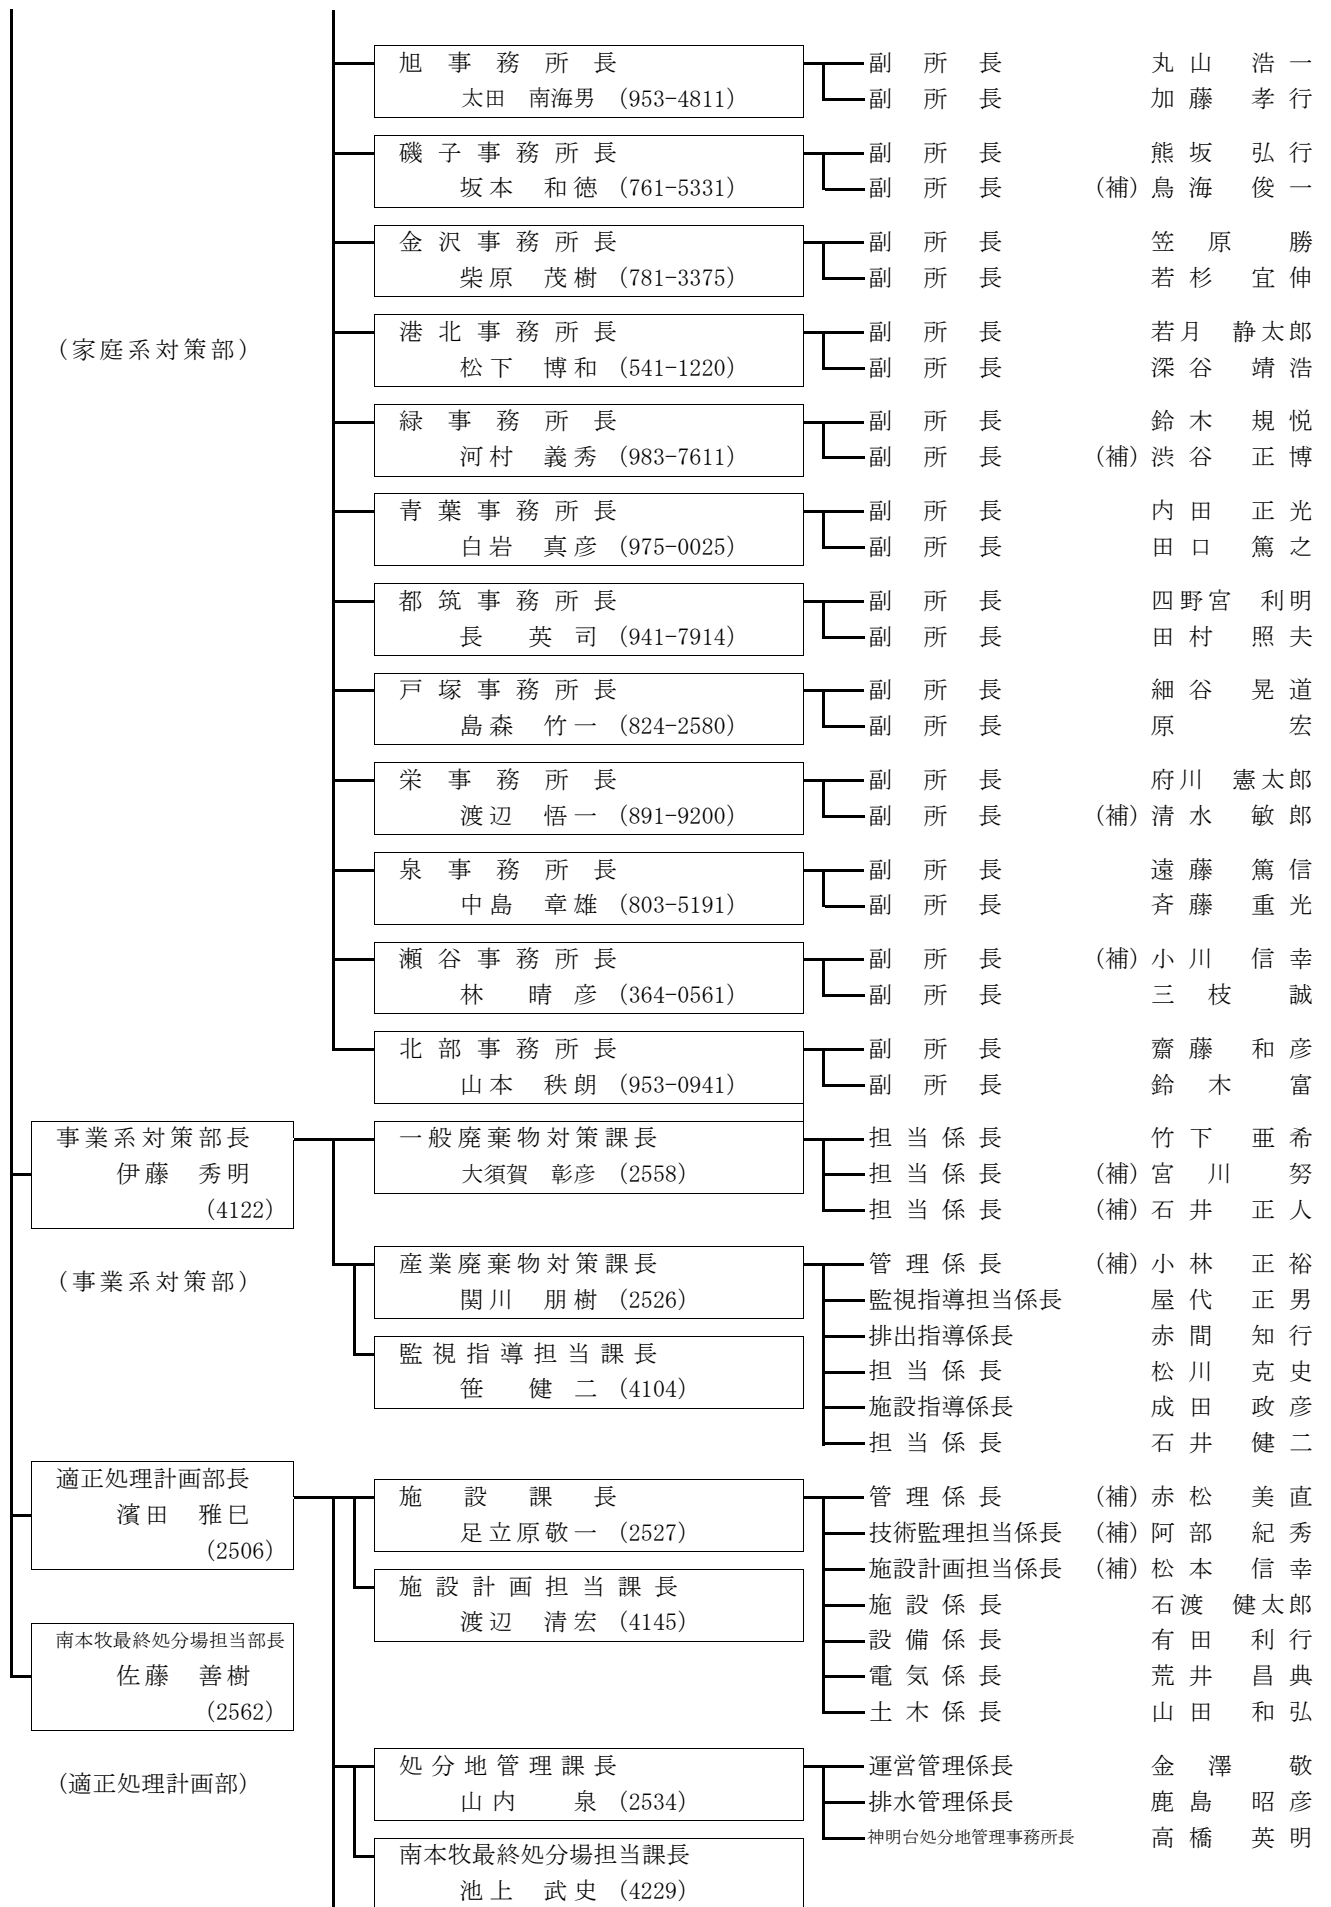 旭事務所長 副所長 丸山 浩一
太田 南海男 (953-4811) 副所長 加藤 孝行
磯子事務所長 副所長 熊坂 弘行
坂本 和徳 (761-5331) 副所長 (補) 鳥海 俊一
金沢事務所長 副所長 笠原 勝
柴原 茂樹 (781-3375) 副所長 若杉 宜伸
港北事務所長 副所長 若月 静太郎
(家庭系対策部)
松下 博和 (541-1220) 副所長 深谷 靖浩
緑事務所長 副所長 鈴木 規悦
河村 義秀 (983-7611) 副所長 (補) 渋谷 正博
青葉事務所長 副所長 内田 正光
白岩 真彦 (975-0025) 副所長 田口 篤之
都筑事務所長 副所長 四野宮 利明
長 英司 (941-7914) 副所長 田村 照夫
戸塚事務所長 副所長 細谷 晃道
島森 竹一 (824-2580) 副所長 原 宏
栄事務所長 副所長 府川 憲太郎
渡辺 悟一 (891-9200) 副所長 (補) 清水 敏郎
泉事務所長 副所長 遠藤 篤信
中島 章雄 (803-5191) 副所長 斉藤 重光
瀬谷事務所長 副所長 (補) 小川 信幸
林 晴彦 (364-0561) 副所長 三枝 誠
北部事務所長 副所長 齋藤 和彦
山本 秩朗 (953-0941) 副所長 鈴木 富
事業系対策部長 一般廃棄物対策課長 担当係長 竹下 亜希
伊藤 秀明 大須賀 彰彦 (2558) 担当係長 (補) 宮川 努
(4122) 担当係長 (補) 石井 正人
産業廃棄物対策課長 管理係長 (補) 小林 正裕
(事業系対策部)
関川 朋樹 (2526) 監視指導担当係長 屋代 正男
排出指導係長 赤間 知行
監視指導担当課長
担当係長 松川 克史
笹 健二 (4104)
施設指導係長 成田 政彦
担当係長 石井 健二
適正処理計画部長
施設課長 管理係長 (補) 赤松 美直
濱田 雅巳
足立原敬一 (2527) 技術監理担当係長 (補) 阿部 紀秀
(2506)
施設計画担当係長 (補) 松本 信幸
施設計画担当課長
施設係長 石渡 健太郎
渡辺 清宏 (4145)
南本牧最終処分場担当部長 設備係長 有田 利行
佐藤 善樹 電気係長 荒井 昌典
(2562) 土木係長 山田 和弘
処分地管理課長 運営管理係長 金澤 敬
(適正処理計画部)
山内 泉 (2534) 排水管理係長 鹿島 昭彦
神明台処分地管理事務所長 高橋 英明
南本牧最終処分場担当課長
池上 武史 (4229)